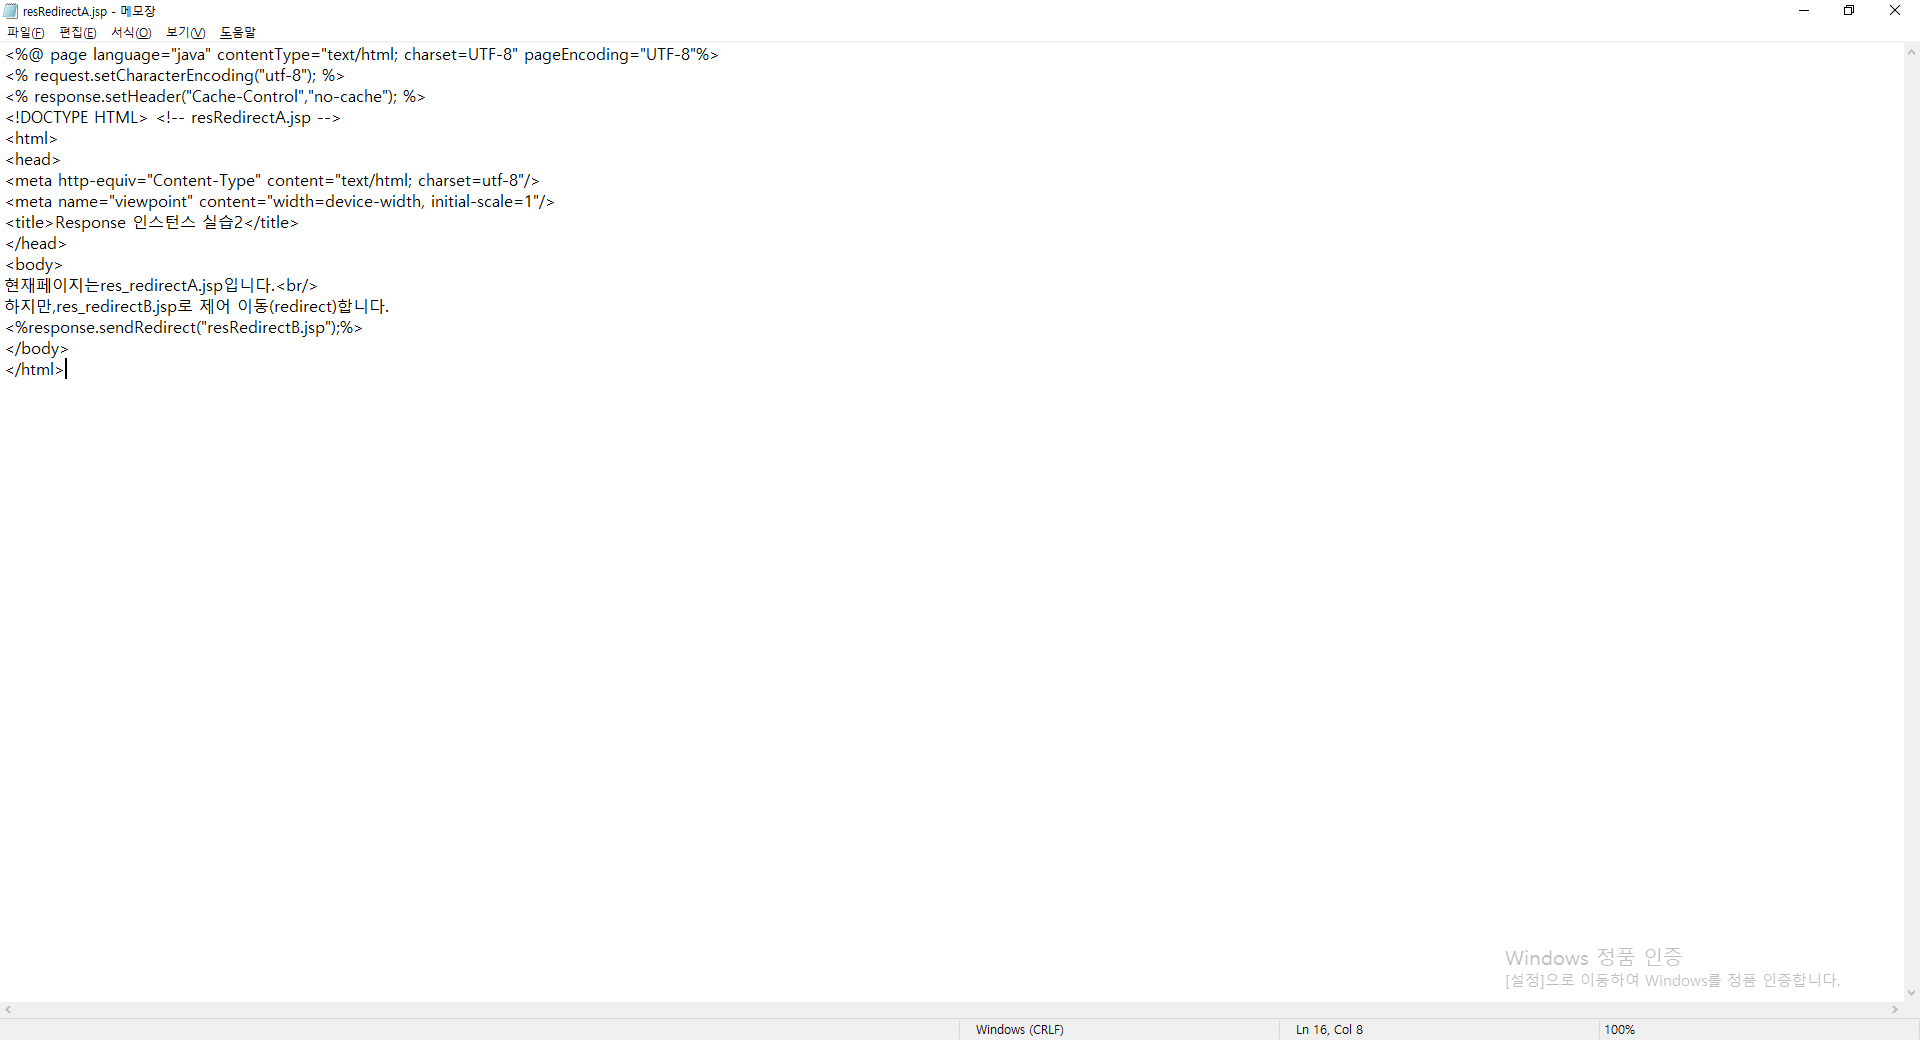 resRedirectA.jsp - 메모장
파일(F) 편집(E) 서식(O) 보기(V) 도움말
<%@ page language="java" contentType="text/html; charset=UTF-8" pageEncoding="UTF-8"%>
<% request.setCharacterEncoding("utf-8"); %>
<% response.setHeader("Cache-Control","no-cache"); %>
<!DOCTYPE HTML> <!-- resRedirectA.jsp -->
<html>
<head>
<meta http-equiv="Content-Type" content="text/html; charset=utf-8"/>
<meta name="viewpoint" content="width=device-width, initial-scale=1"/>
<title>Response 인스턴스 실습2</title>
</head>
<body>
현재페이지는res_redirectA.jsp입니다.<br/>
하지만,res_redirectB.jsp로 제어 이동(redirect)합니다.
<%response.sendRedirect("resRedirectB.jsp");%>
</body>
</html>
Windows 정품 인증
[설정]으로 이동하여 Windows를 정품 인증합니다.
Windows (CRLF) Ln 16, Col 8 100%